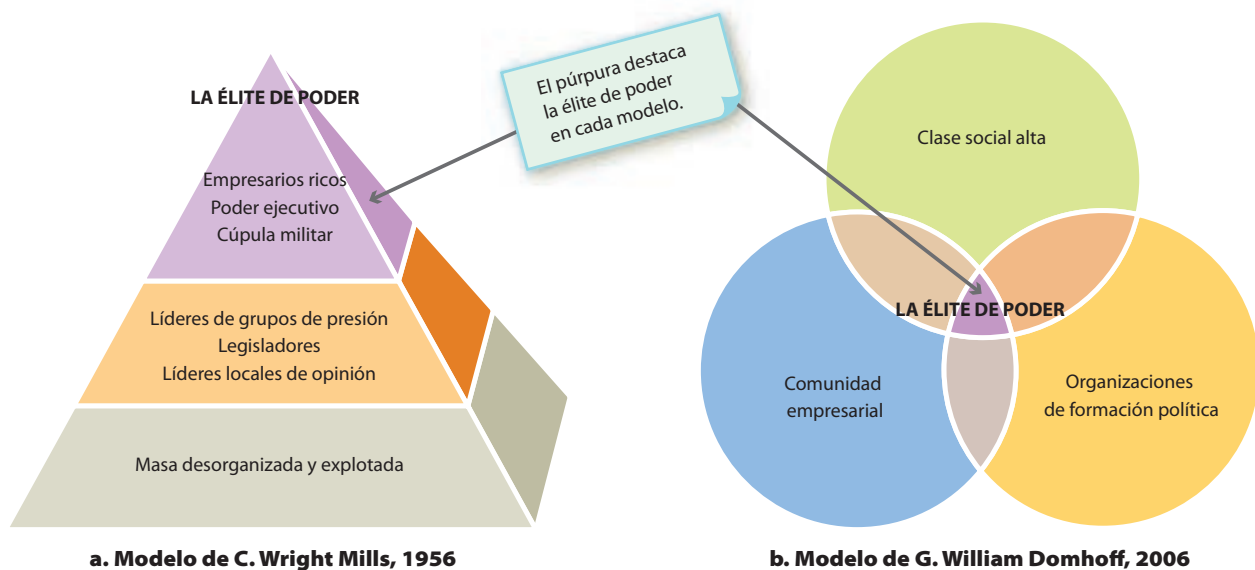 LA ÉLITE DE PODER
Empresarios ricos
Poder ejecutivo
Cúpula militar
Líderes de grupos de presión
Legisladores
Líderes locales de opinión
Masa desorganizada y explotada
a. Modelo de C. Wright Mills, 1956
El púrpura destaca
la élite de poder
en cada modelo.
Clase social alta
LA ÉLITE DE PODER
Comunidad
empresarial
Organizaciones
de formación política
b. Modelo de G. William Domhoff, 2006